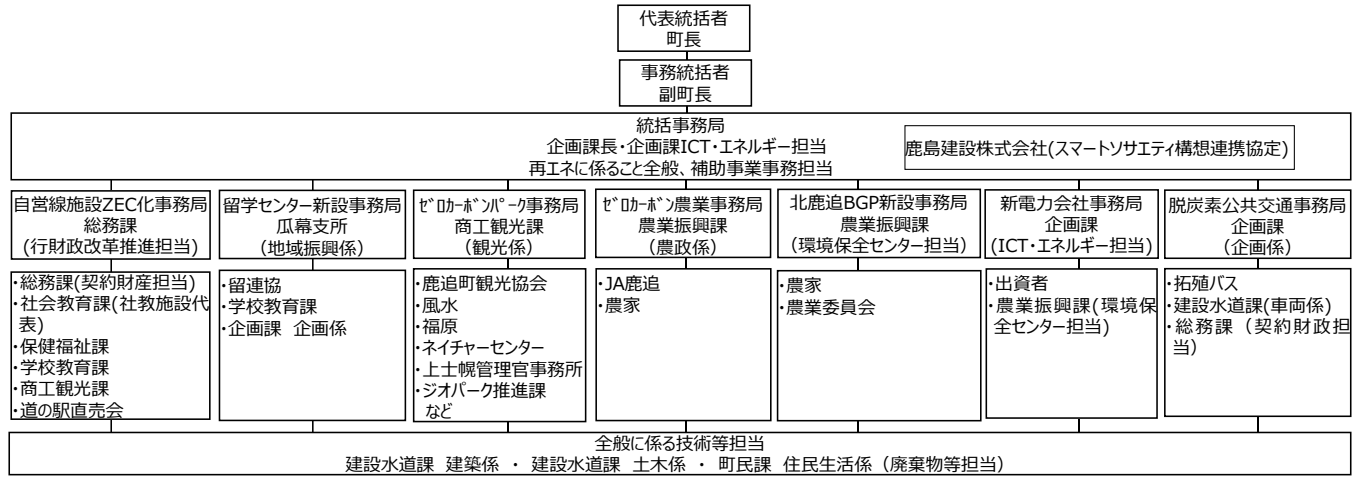 代表統括者
町長
事務統括者
副町長
統括事務局
企画課長・企画課ICT・エネルギー担当
再エネに係ること全般、補助事業事務担当
鹿島建設株式会社(スマートソサエティ構想連携協定)
自営線施設ZEC化事務局
総務課
(行財政改革推進担当)
留学センター新設事務局
瓜幕支所
(地域振興係)
ｾﾞﾛｶｰﾎﾞﾝﾊﾟｰｸ事務局
商工観光課
(観光係)
ｾﾞﾛｶｰﾎﾞﾝ農業事務局
農業振興課
(農政係)
北鹿追BGP新設事務局
農業振興課
(環境保全センター担当)
新電力会社事務局
企画課
(ICT・エネルギー担当)
脱炭素公共交通事務局
企画課
(企画係)
・総務課(契約財産担当)
・社会教育課(社教施設代
表)
・保健福祉課
・学校教育課
・商工観光課
・道の駅直売会
・留連協
・学校教育課
・企画課 企画係
・鹿追町観光協会
・風水
・福原
・ネイチャーセンター
・上士幌管理官事務所
・ジオパーク推進課
など
・JA鹿追
・農家
・農家
・農業委員会
・出資者
・農業振興課(環境保
全センター担当)
・拓殖バス
・建設水道課(車両係)
・総務課（契約財政担
当)
全般に係る技術等担当
建設水道課 建築係 ・ 建設水道課 土木係 ・ 町民課 住民生活係（廃棄物等担当）